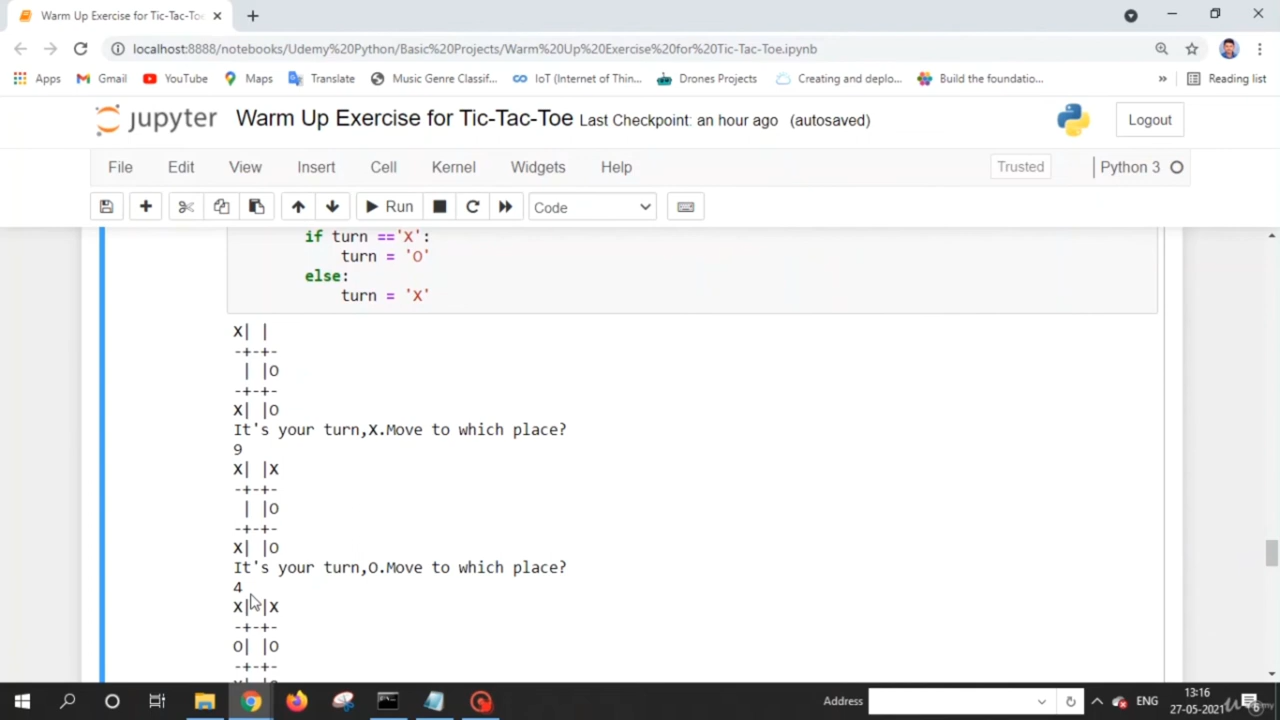 Warm Up Exercise for Tic-Tac-Toe
localhost:8888/notebooks/Udemy%20Python/Basic%20Projects/Warm%20Up%20Exercise%20for%20Tic-Tac-Toe.ipynb
Apps Gmail YouTube Maps Translate Music Genre Classif... IoT (Internet of Thin... Drones Projects Creating and deplo... Build the foundatio... » Reading list
jupyter Warm Up Exercise for Tic-Tac-Toe Last Checkpoint: an hour ago (autosaved) Logout
File Edit View Insert Cell Kernel Widgets Help Trusted Python 3
Run Code
if turn =='X':
turn = 'O'
else:
turn = 'X'
X| |
-+-+-
 | |O
-+-+-
X| |O
It's your turn,X.Move to which place?
9
X| |X
-+-+-
 | |O
-+-+-
X| |O
It's your turn,O.Move to which place?
4
X| |X
-+-+-
O| |O
-+-+-
X| |O
Address ENG 13:16
27-05-2021